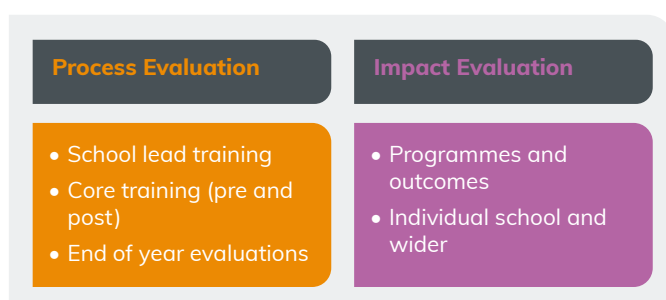 Process Evaluation
• School lead training
• Core training (pre and
post)
• End of year evaluations
Impact Evaluation
• Programmes and
outcomes
• Individual school and
wider